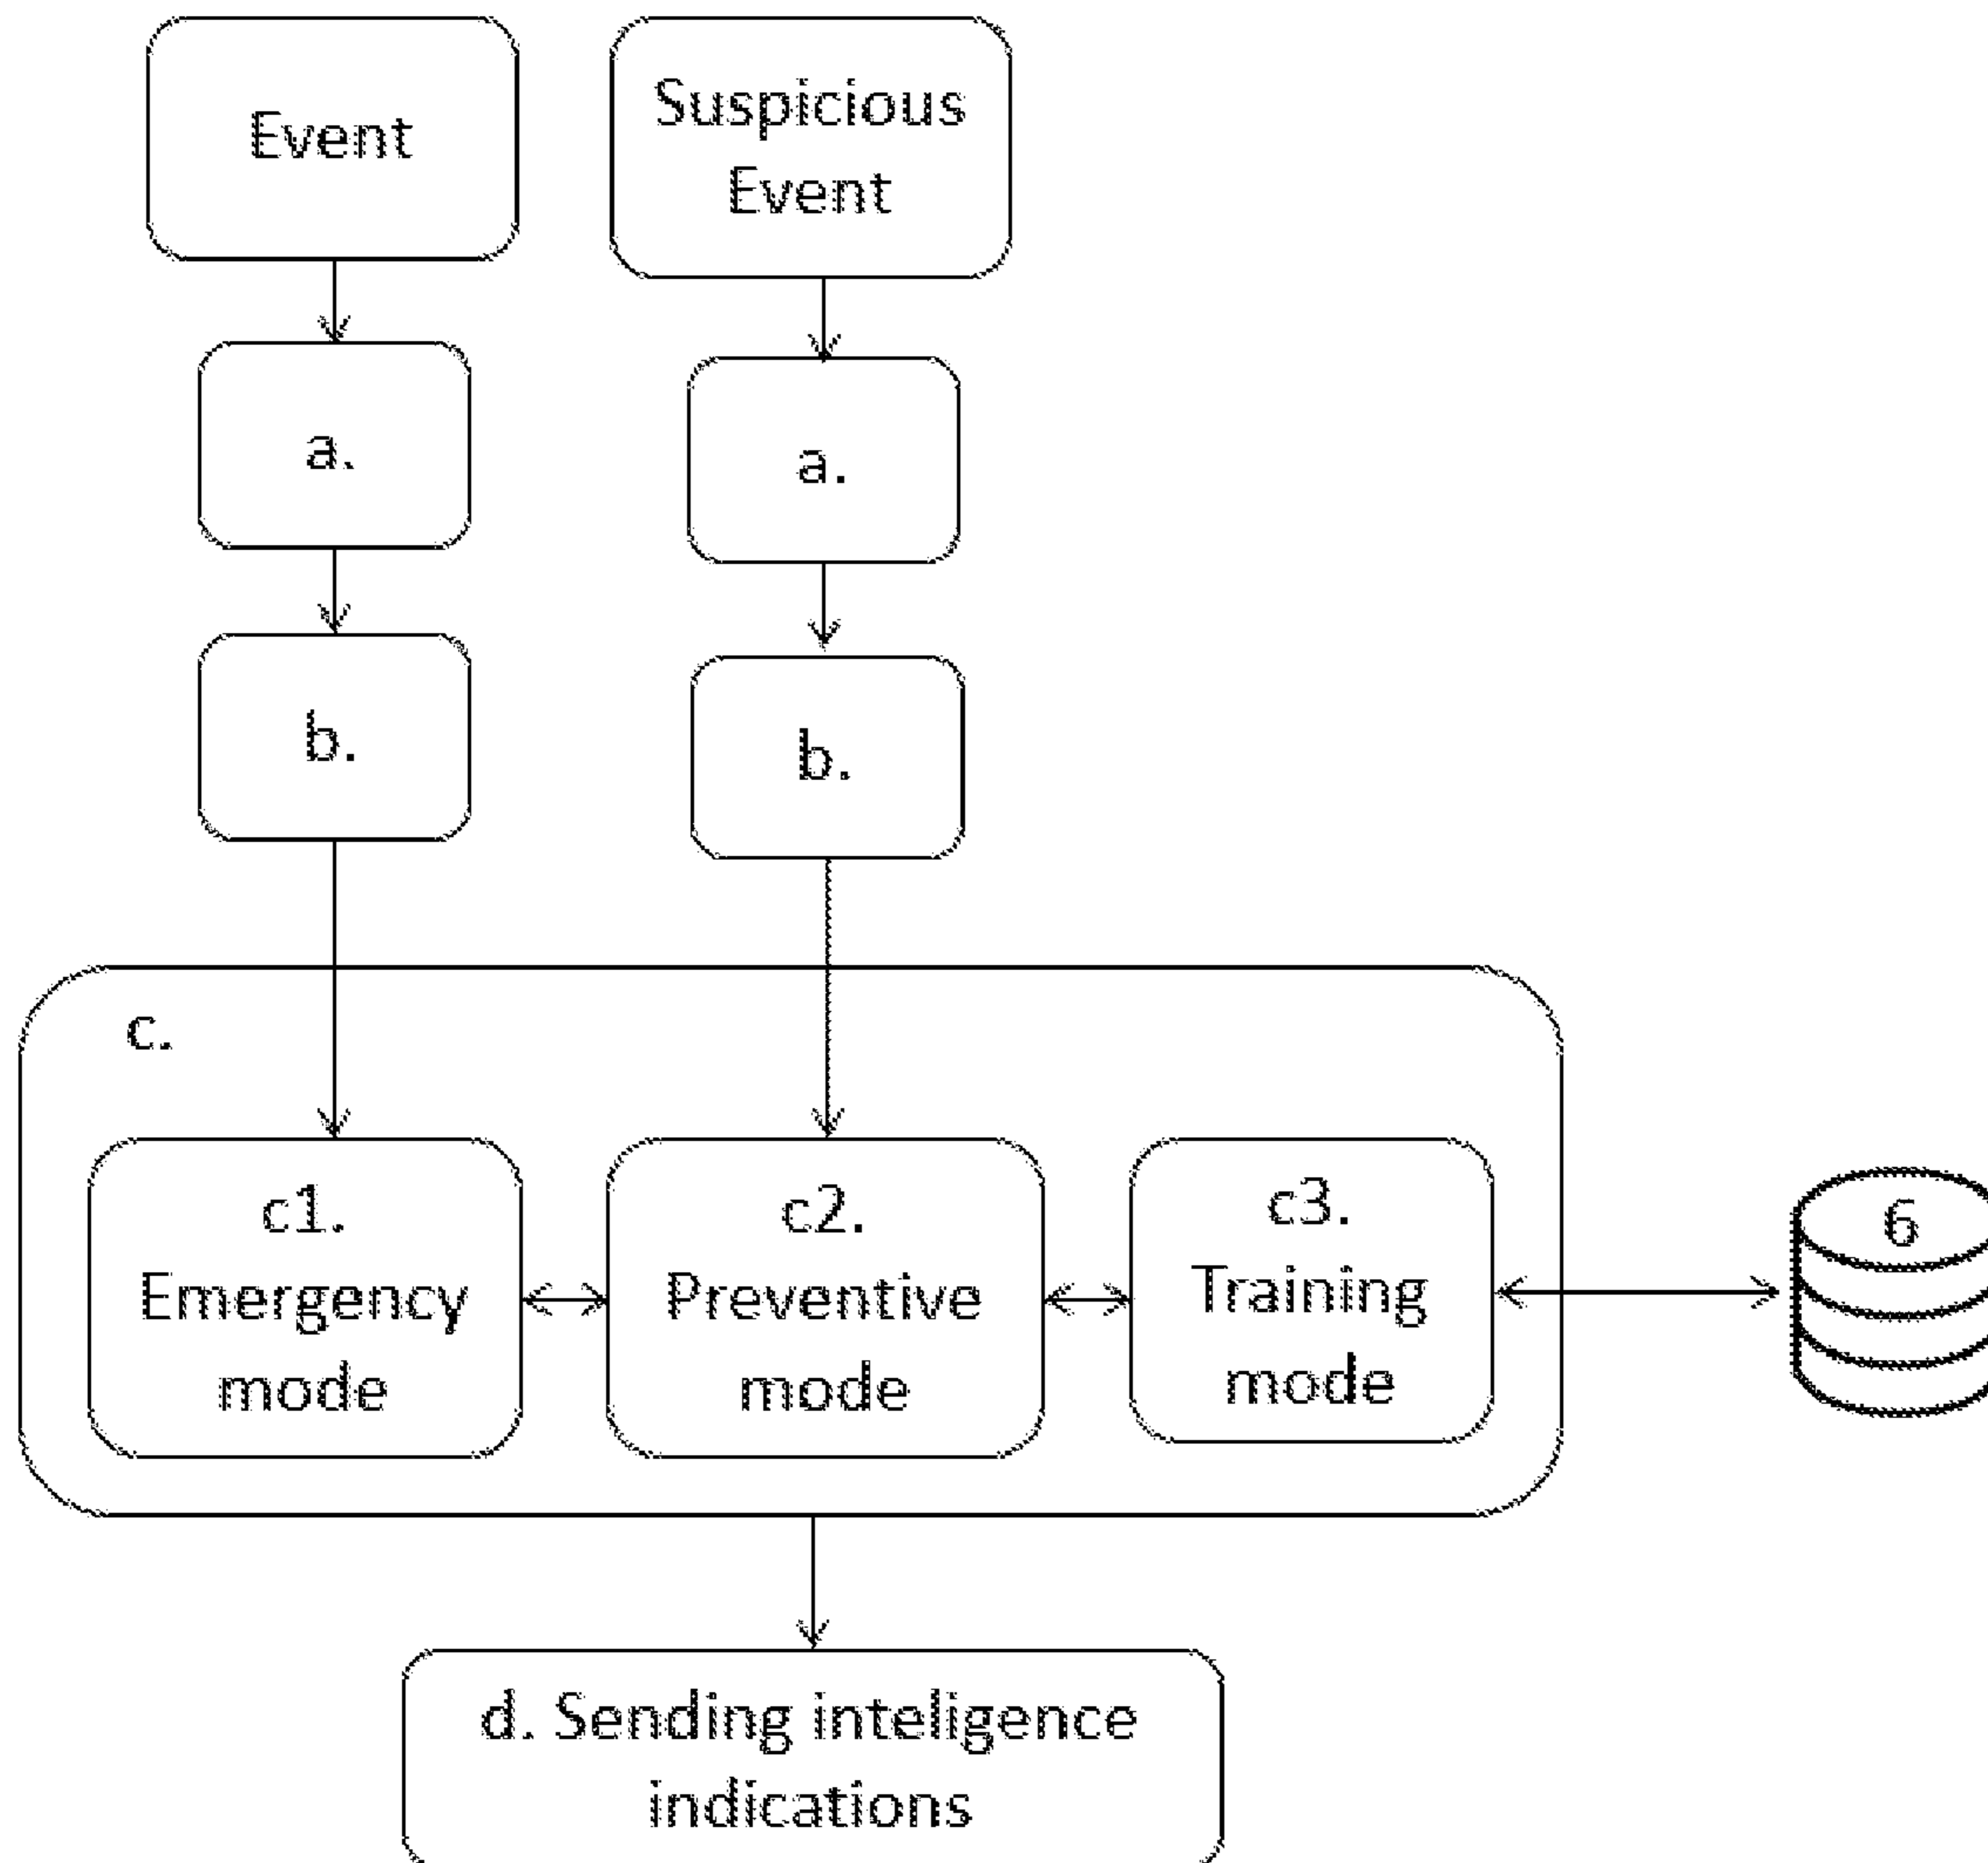 Event
Suspicious
Event
a.
a.
b.
b.
c.
c1.
Emergency
mode
c2.
Preventive
mode
c3.
Training
mode
6
d. Sending inteligence
indications